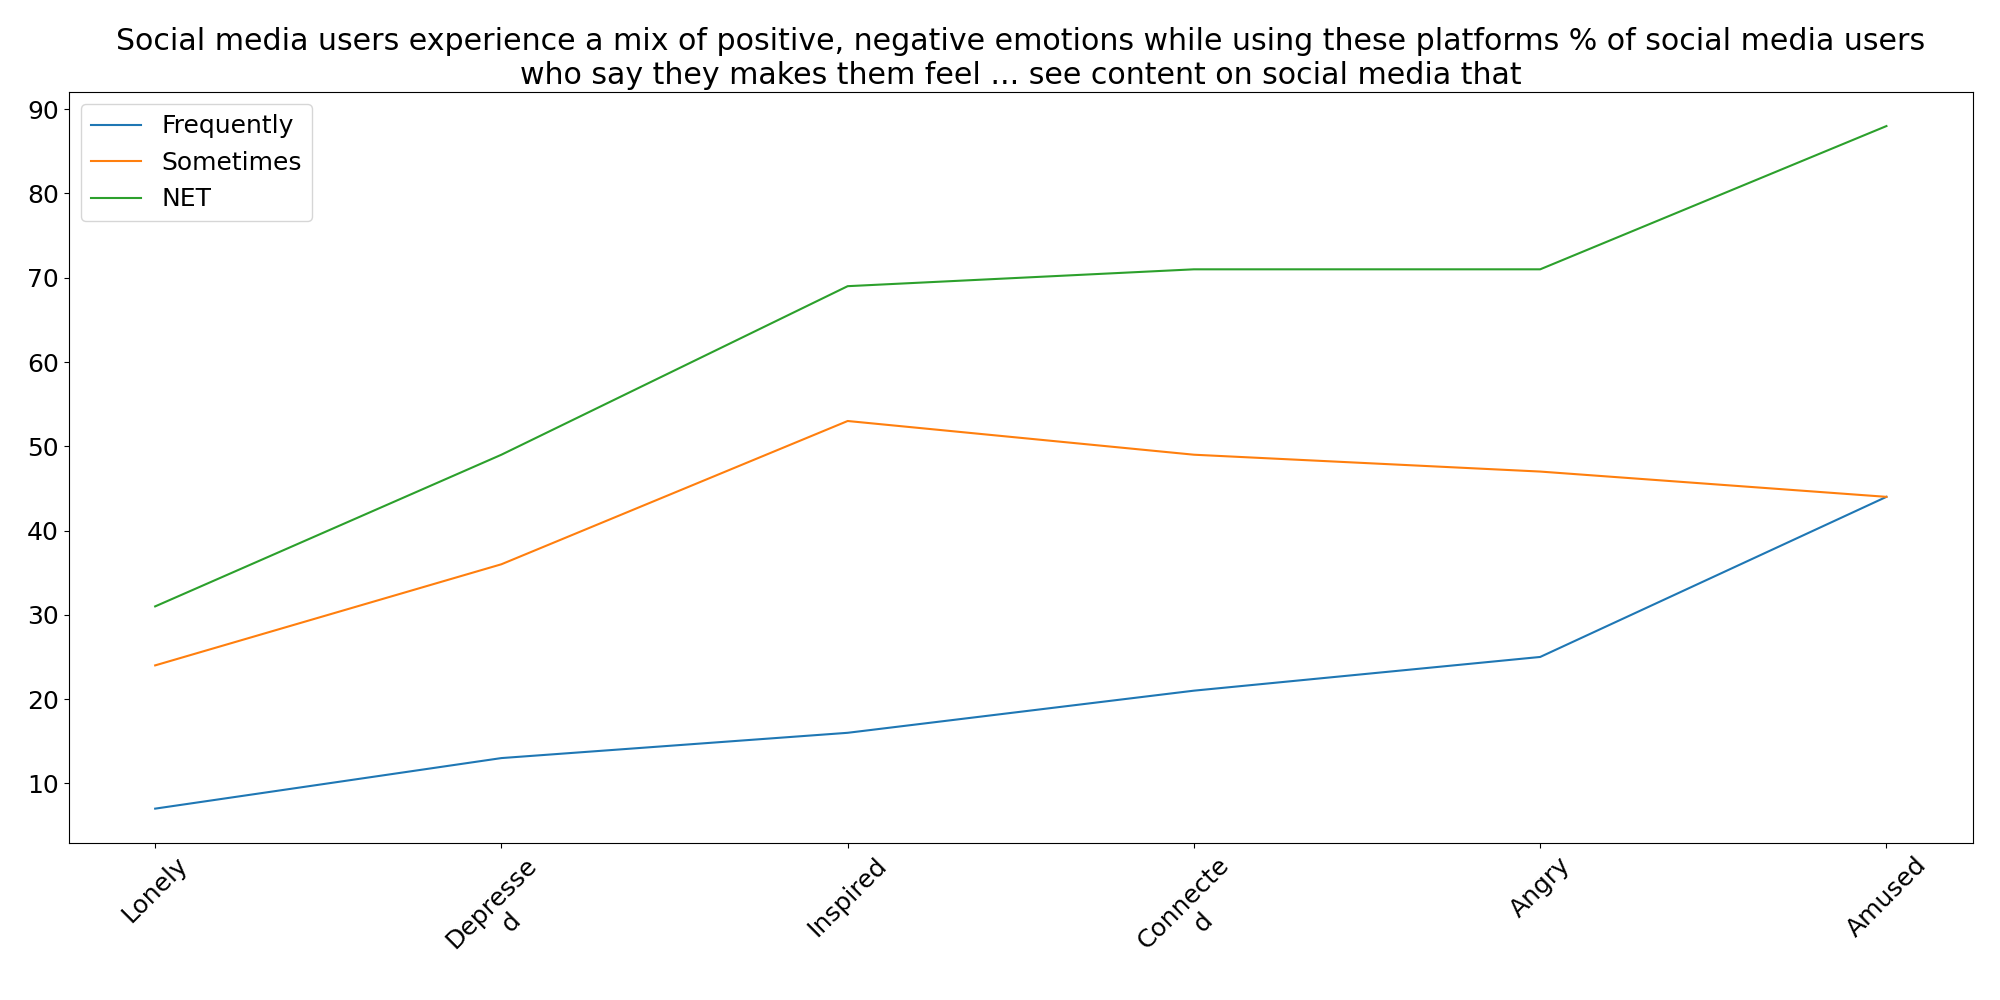 Social media users experience a mix of positive, negative emotions while using these platforms % of social media users
who say they makes them feel ... see content on social media that
90
80
70
60
50
40
30
20
10
Frequently
Sometimes
NET
Lonely
Depresse
d
Inspired
Connecte
d
Angry
Amused